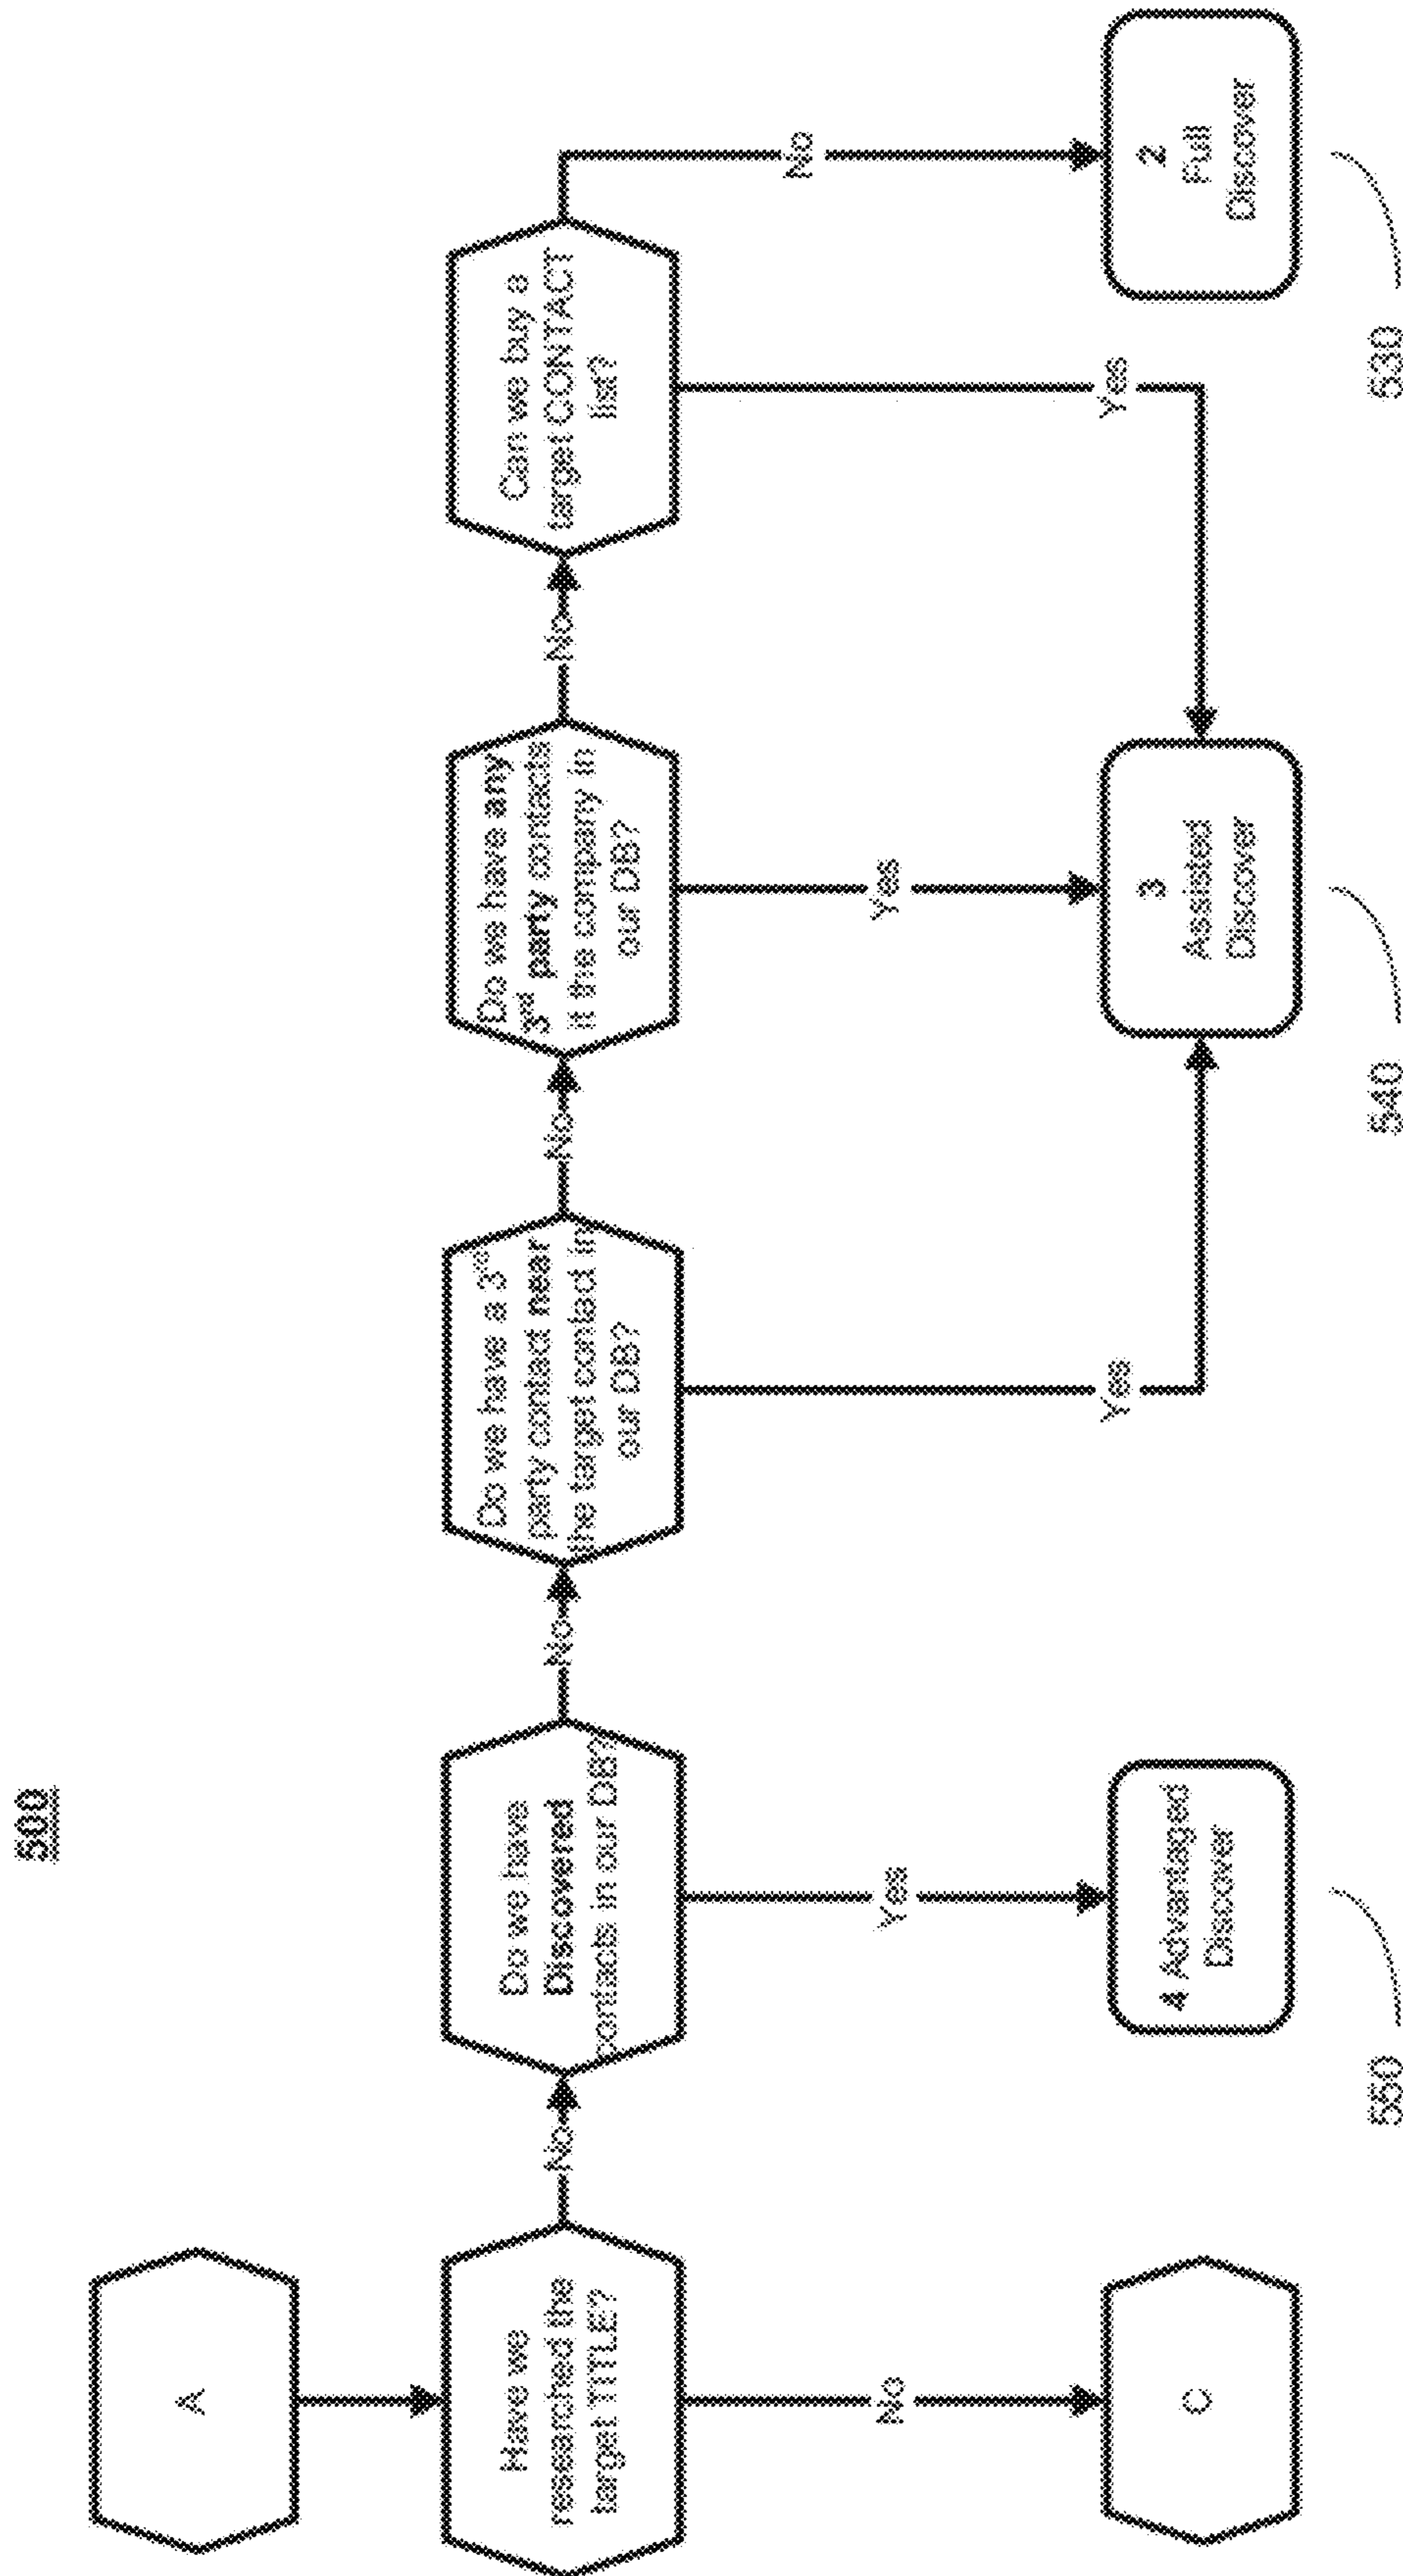 500
A
Have we
researched the
target TITLE?
No
No
C
Do we have
Discovered
contacts in our DB?
No
Yes
4 Advantaged
Discover
550
Do we have a 3rd
party contact near
the target contact in
our DB?
No
Yes
Do we have any
3rd party contacts
it the company in
our DB?
No
Yes
3
Assisted
Discover
540
Can we buy a
target CONTACT
list?
Yes
No
2
Full
Discover
530